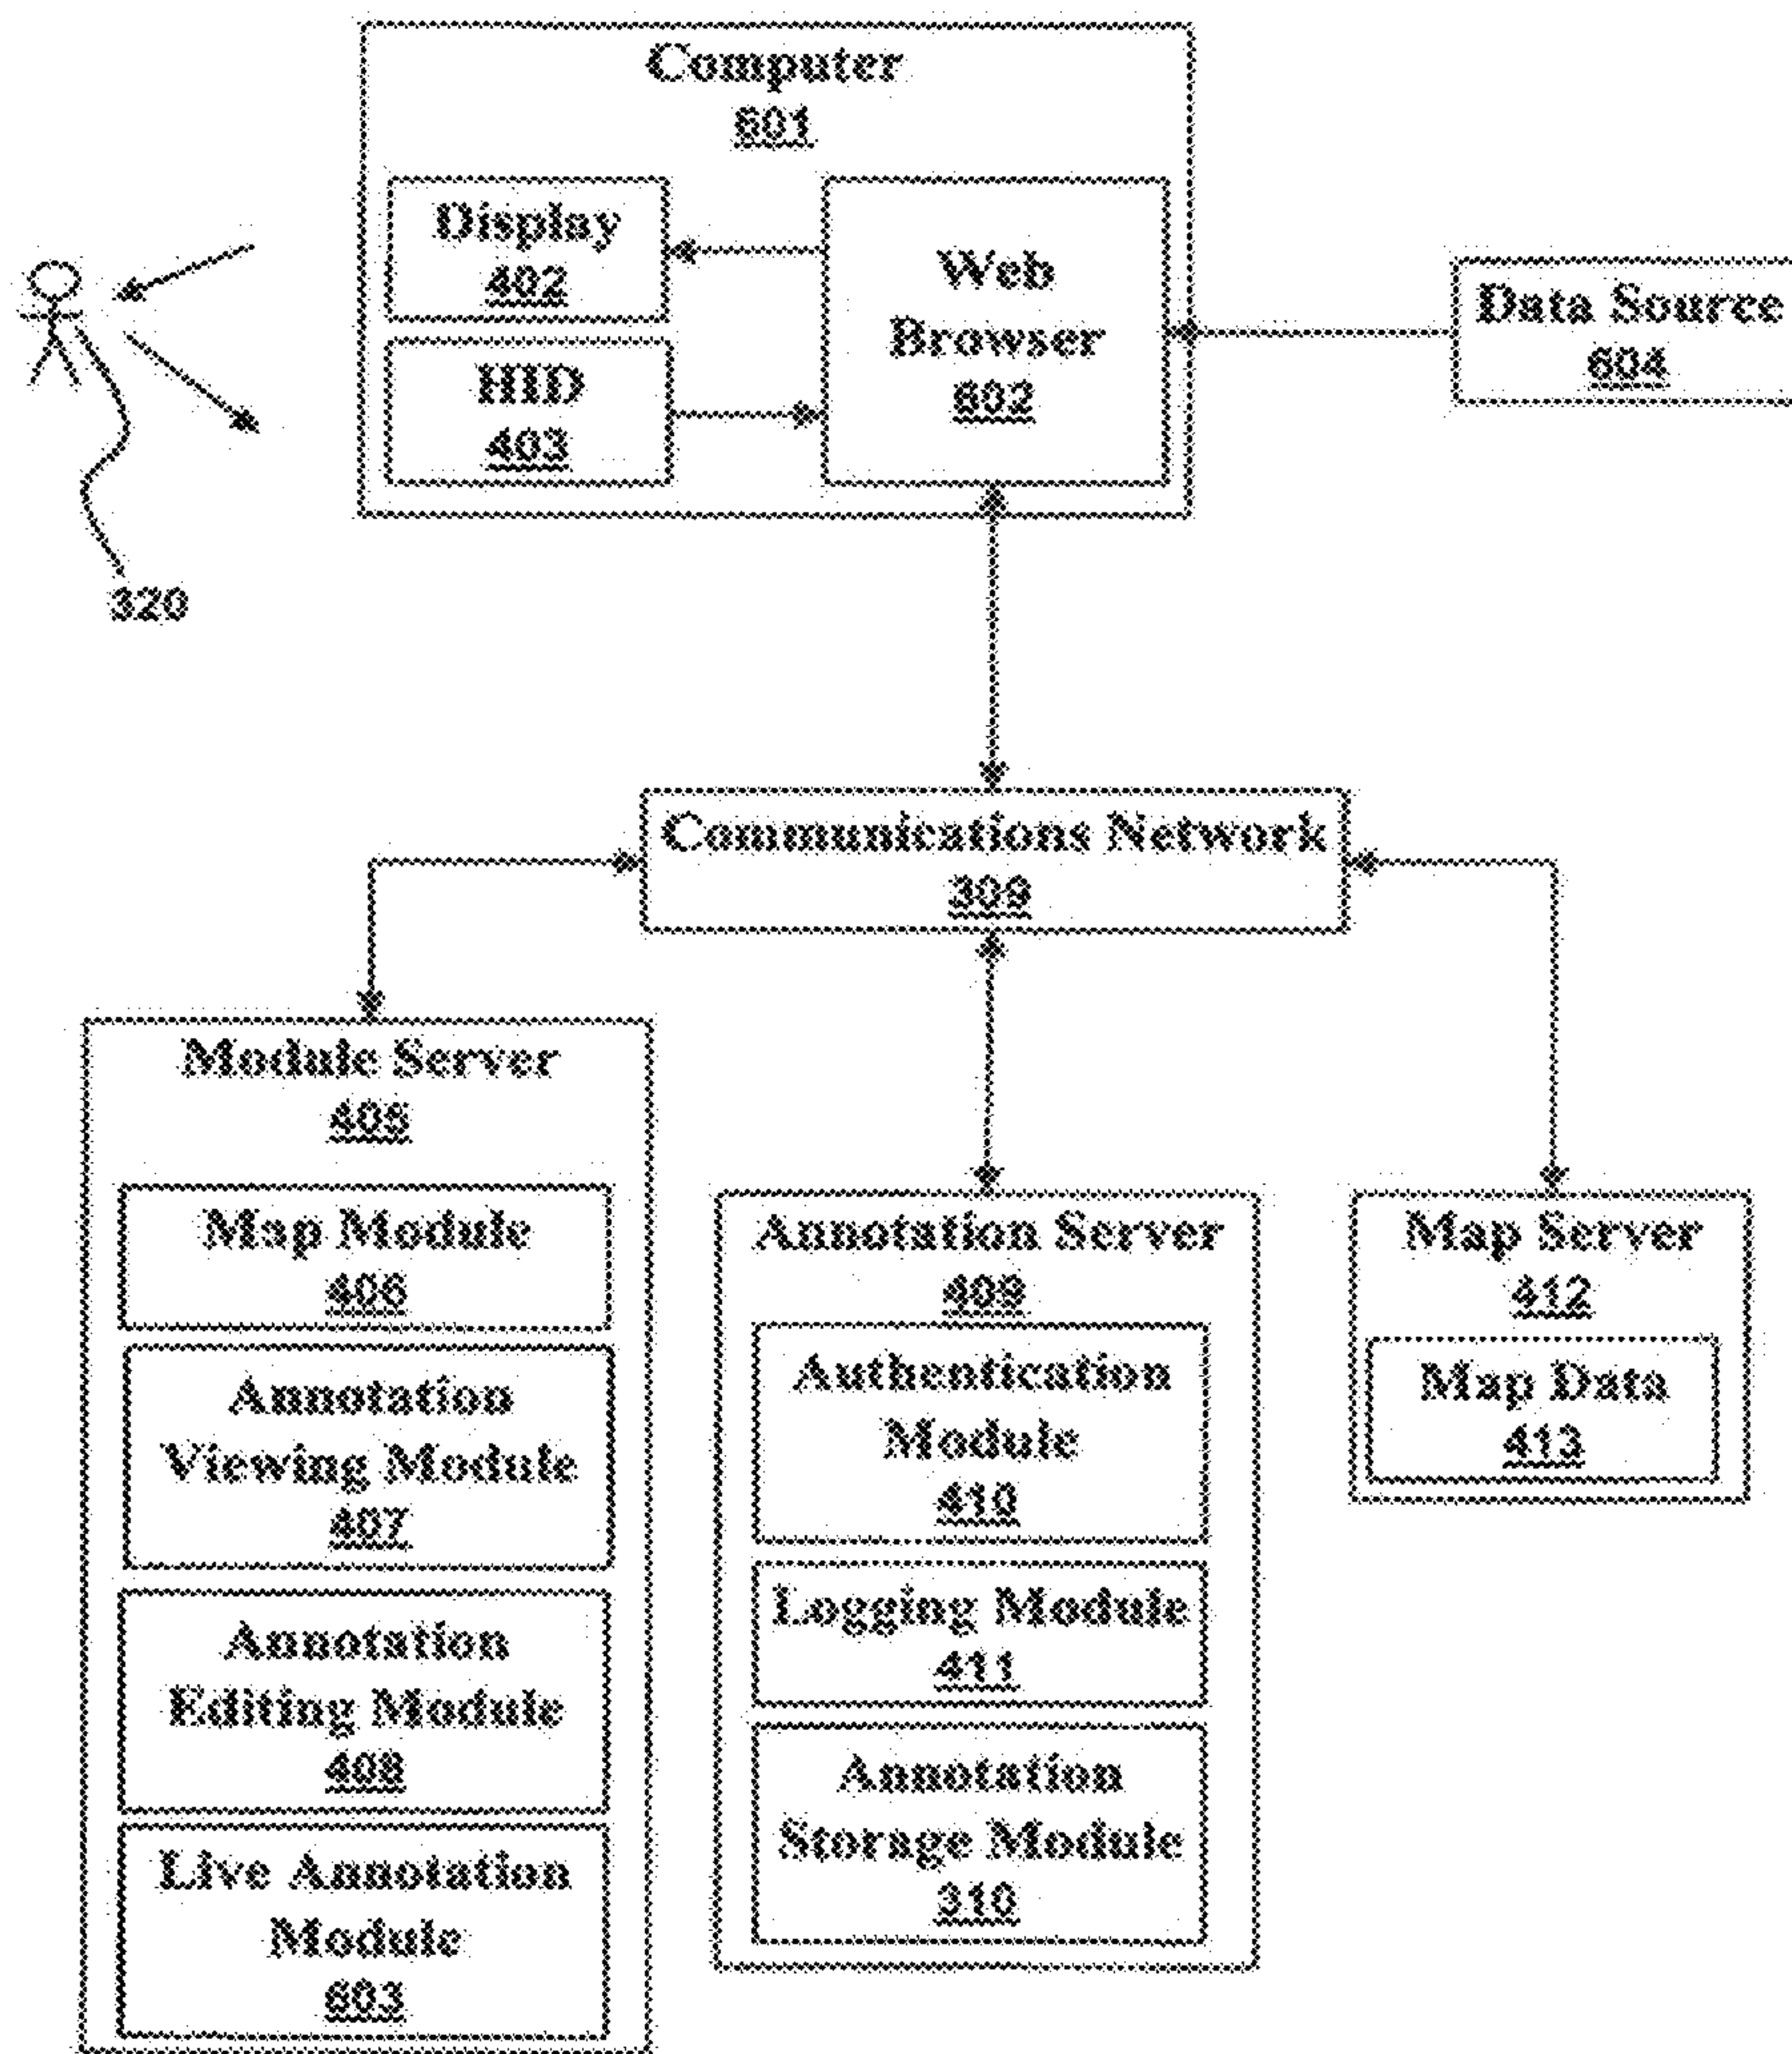 Computer
601
Display
402
HID
403
Web
Browser
602
Data Source
604
320
Communications Network
309
Module Server
405
Map Module
406
Annotation
Viewing Module
407
Annotation
Editing Module
408
Live Annotation
Module
603
Annotation Server
409
Authentication
Module
410
Logging Module
411
Annotation
Storage Module
310
Map Server
412
Map Data
413